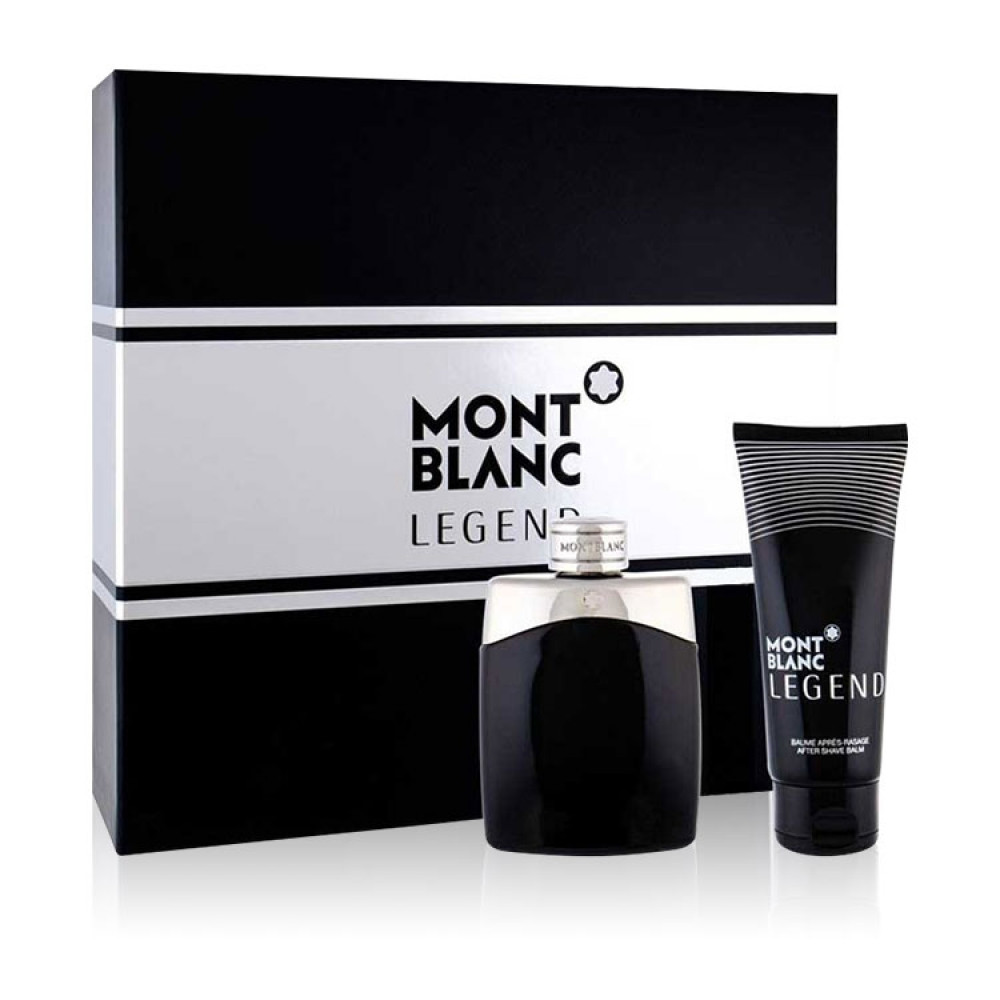 MONT
BLANC
LEGEND
MONTBLANC
MONT
BLANC
LEGEND
BAUME APRÈS-RASAGE
AFTER SHAVE BALM